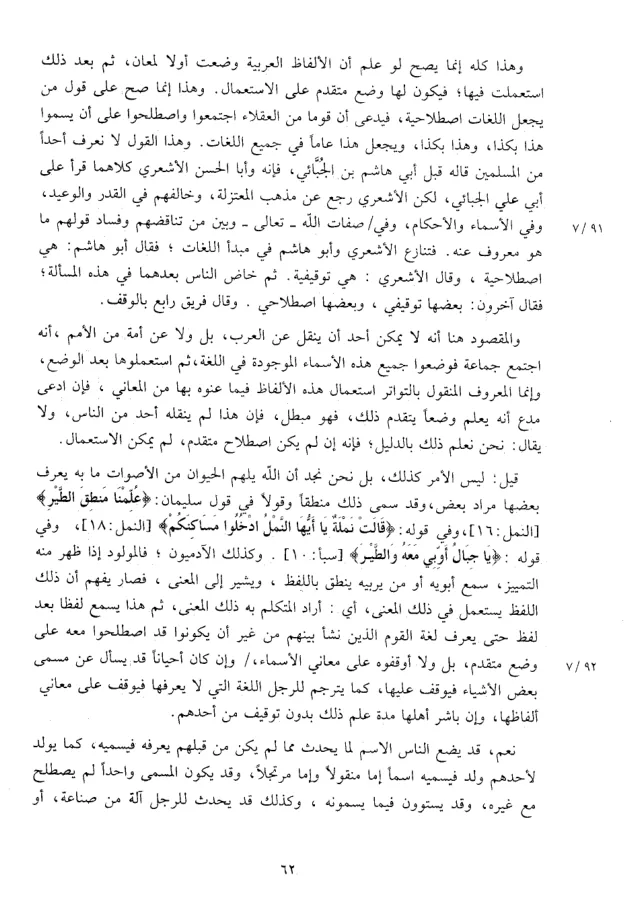 وهذا كله إنما يصح لو علم أن الألفاظ العربية وضعت أولا لمعان، ثم بعد ذلك
استعملت فيها؛ فيكون لها وضع متقدم على الاستعمال. وهذا إنما صح على قول من
يجعل اللغات اصطلاحية، فيدعى أن قوما من العقلاء اجتمعوا واصطلحوا على أن يسموا
هذا بكذا، وهذا بكذا، ويجعل هذا عاماً في جميع اللغات. وهذا القول لا نعرف أحداً
من المسلمين قاله قبل أبي هاشم بن الجُبَّائي، فإنه وأبا الحسن الأشعري كلاهما قرأ على
أبي علي الجبائي، لكن الأشعري رجع عن مذهب المعتزلة، وخالفهم في القدر والوعيد،
وفي الأسماء والأحكام، وفي/ صفات الله ـ تعالى ـ وبين من تناقضهم وفساد قولهم ما
٧/٩١
هو معروف عنه. فتنازع الأشعري وأبو هاشم في مبدأ اللغات ؛ فقال أبو هاشم: هي
اصطلاحية ، وقال الأشعري : هي توقيفية. ثم خاض الناس بعدهما في هذه المسألة؛
فقال آخرون: بعضها توقيفي ، وبعضها اصطلاحي . وقال فريق رابع بالوقف.
والمقصود هنا أنه لا يمكن أحد أن ينقل عن العرب، بل ولا عن أمة من الأمم ،أنه
اجتمع جماعة فوضعوا جميع هذه الأسماء الموجودة في اللغة،ثم استعملوها بعد الوضع،
وإنما المعروف المنقول بالتواتر استعمال هذه الألفاظ فيما عنوه بها من المعاني ، فإن ادعى
مدع أنه يعلم وضعاً يتقدم ذلك، فهو مبطل، فإن هذا لم ينقله أحد من الناس، ولا
يقال: نحن نعلم ذلك بالدليل؛ فإنه إن لم يكن اصطلاح متقدم، لم يمكن الاستعمال.
قيل: ليس الأمر كذلك، بل نحن نجد أن الله يلهم الحيوان من الأصوات ما به يعرف
بعضها مراد بعض،وقد سمى ذلك منطقاً وقولاً في قول سليمان:﴿عُلِّمْنَا مَنطِقَ الطَّيْرِ﴾
[النمل:١٦]،وفي قوله:﴿قَالَتْ نَمْلَةٌ يَا أَيُّهَا النَّمْلُ ادْخُلُوا مَسَاكِنَكُمْ﴾ [النمل:١٨]، وفي
قوله :﴿يَا جِبَالُ أَوِّبِي مَعَهُ وَالطَّيْرَ﴾ [سبأ:١٠] . وكذلك الآدميون ؛ فالمولود إذا ظهر منه
التمييز، سمع أبويه أو من يربيه ينطق باللفظ ، ويشير إلى المعنى ، فصار يفهم أن ذلك
اللفظ يستعمل في ذلك المعنى، أي : أراد المتكلم به ذلك المعنى، ثم هذا يسمع لفظا بعد
لفظ حتى يعرف لغة القوم الذين نشأ بينهم من غير أن يكونوا قد اصطلحوا معه على
وضع متقدم، بل ولا أوقفوه على معاني الأسماء،/ وإن كان أحياناً قد يسأل عن مسمى
٧/٩٢
بعض الأشياء فيوقف عليها، كما يترجم للرجل اللغة التي لا يعرفها فيوقف على معاني
ألفاظها، وإن باشر أهلها مدة علم ذلك بدون توقيف من أحدهم.
نعم، قد يضع الناس الاسم لما يحدث مما لم يكن من قبلهم يعرفه فيسميه، كما يولد
لأحدهم ولد فيسميه اسماً إما منقولاً وإما مرتجلاً، وقد يكون المسمى واحداً لم يصطلح
مع غيره، وقد يستوون فيما يسمونه ، وكذلك قد يحدث للرجل آلة من صناعة، أو
٦٢